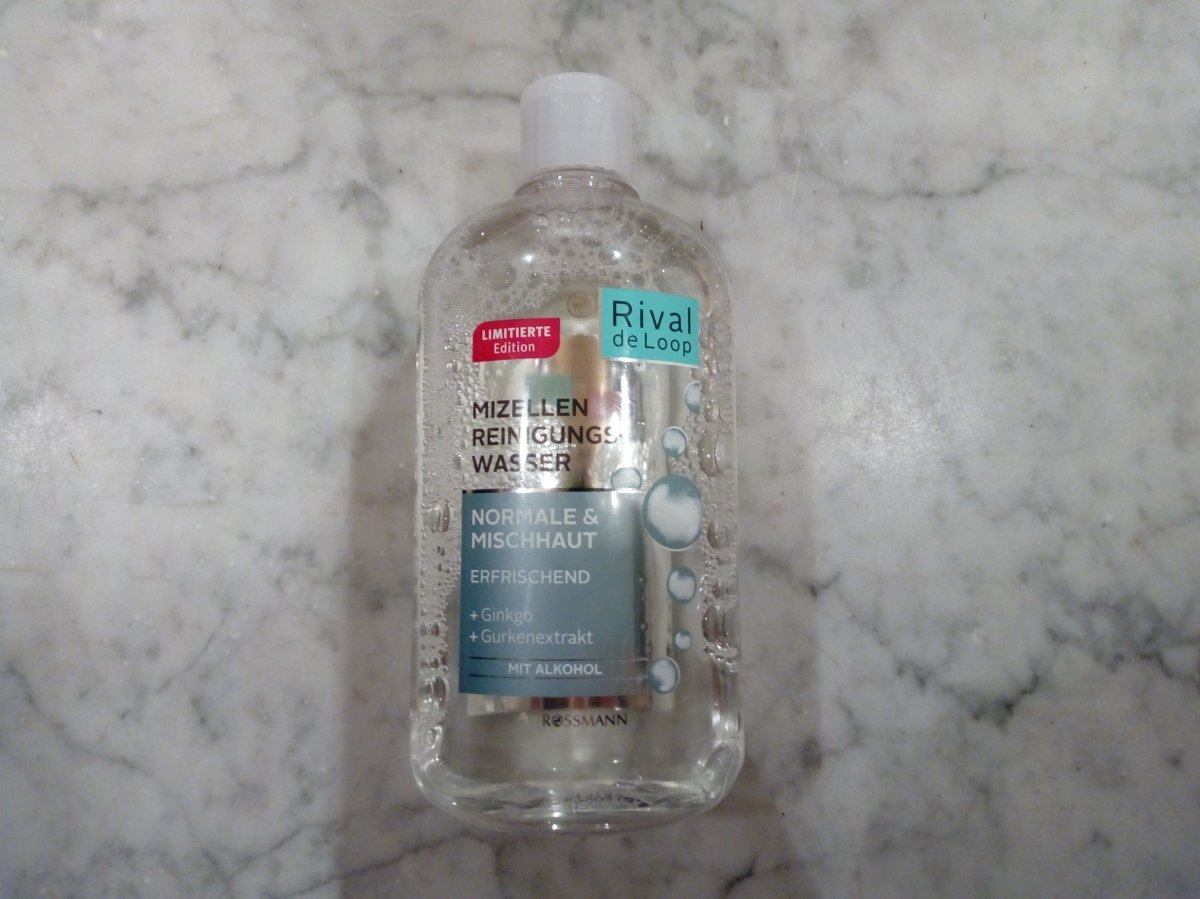 LIMITIERTE
Edition
Rival
de Loop
MIZELLEN
REINIGUNGS-
WASSER
NORMALE &
MISCHHAUT
ERFRISCHEND
+ Ginkgo
+ Gurkenextrakt
MIT ALKOHOL
ROSSMANN